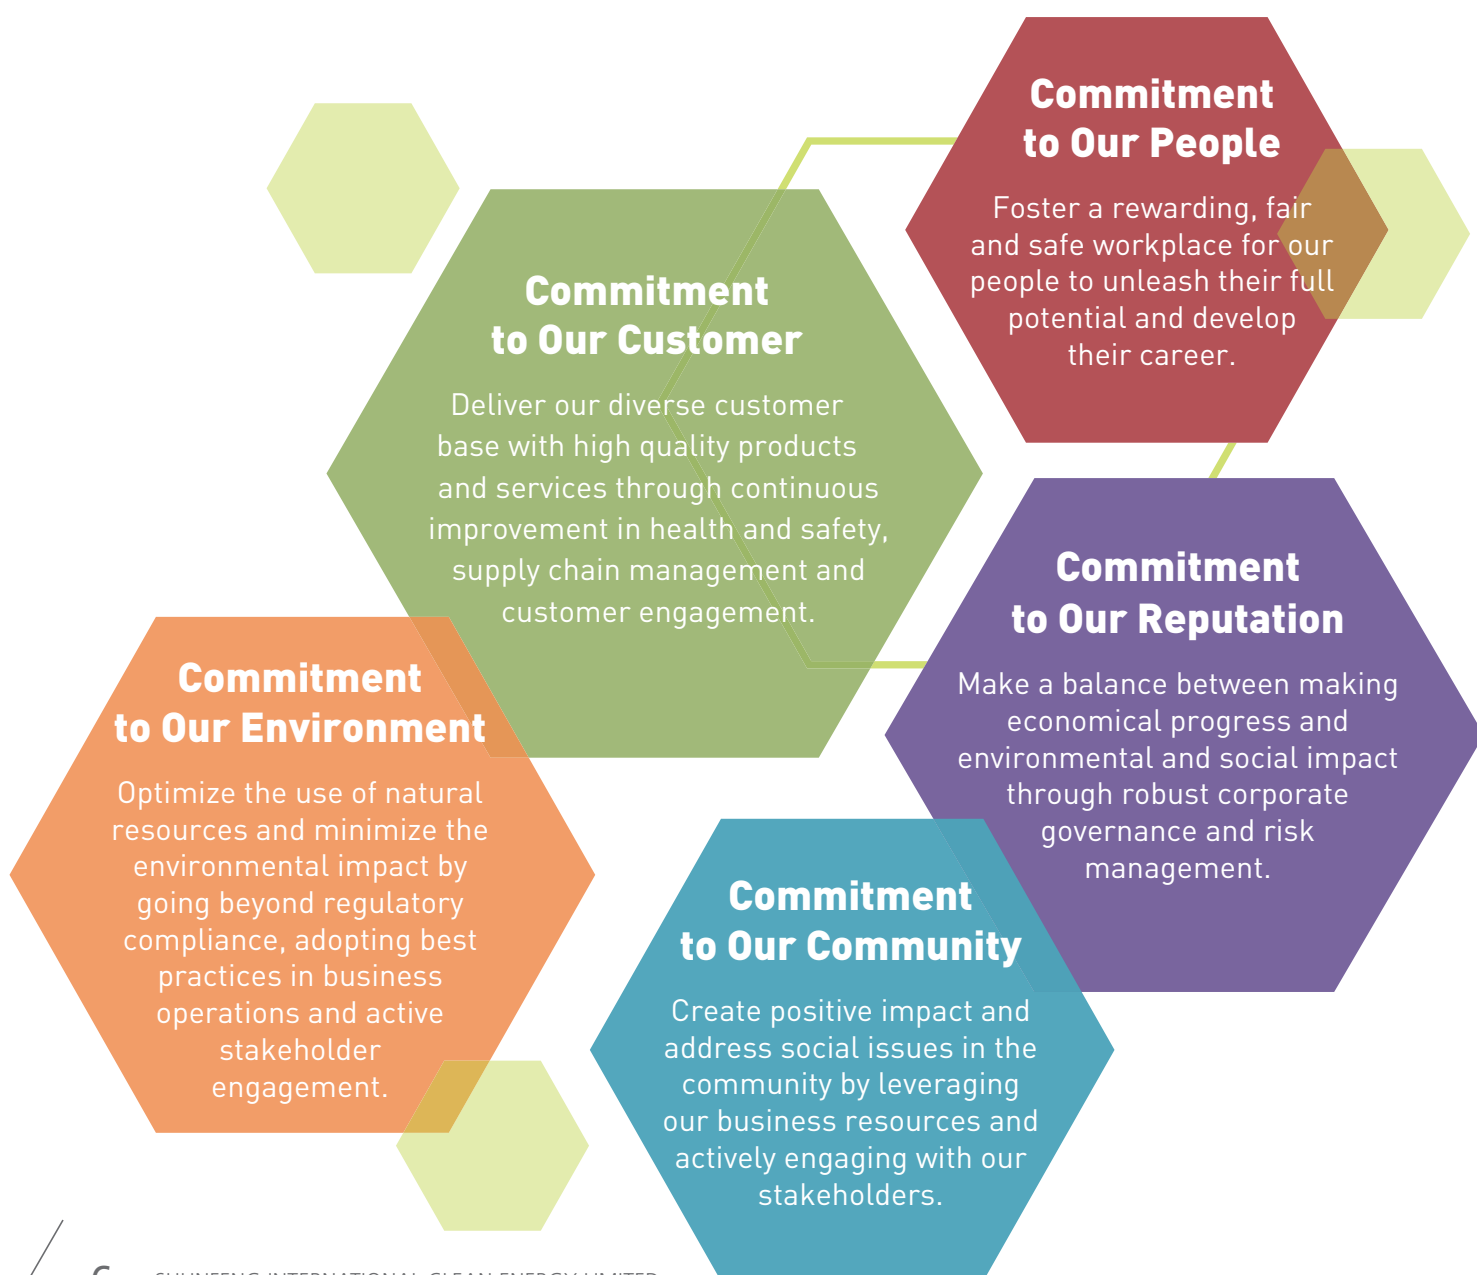 Commitment
to Our People
Foster a rewarding, fair
and safe workplace for our
people to unleash their full
potential and develop
their career.
Commitment
to Our Customer
Deliver our diverse customer
base with high quality products
and services through continuous
improvement in health and safety,
supply chain management and
customer engagement.
Commitment
to Our Reputation
Make a balance between making
economical progress and
environmental and social impact
through robust corporate
governance and risk
management.
Commitment
to Our Environment
Optimize the use of natural
resources and minimize the
environmental impact by
going beyond regulatory
compliance, adopting best
practices in business
operations and active
stakeholder
engagement.
Commitment
to Our Community
Create positive impact and
address social issues in the
community by leveraging
our business resources and
actively engaging with our
stakeholders.
SHUNFENG INTERNATIONAL CLEAN ENERGY LIMITED